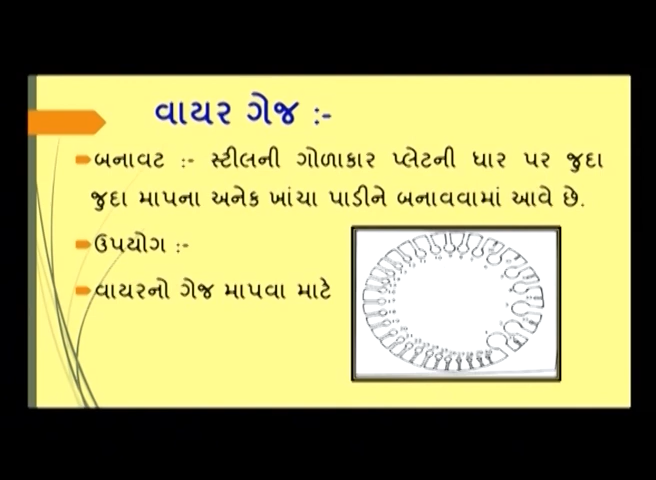 વાયર ગેજ :-
બનાવટ :- સ્ટીલની ગોળાકાર પ્લેટની ધાર પર જુદા
જુદા માપના અનેક ખાંચા પાડીને બનાવવામાં આવે છે.
ઉપયોગ :-
વાયરનો ગેજ માપવા માટે